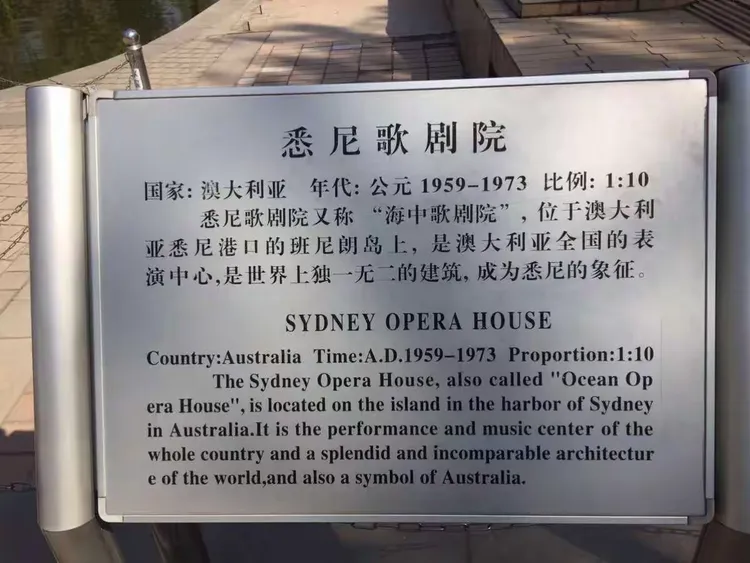 悉尼歌剧院
国家: 澳大利亚 年代: 公元 1959-1973 比例: 1:10
悉尼歌剧院又称“海中歌剧院”, 位于澳大利
亚悉尼港口的班尼朗岛上, 是澳大利亚全国的表
演中心,是世界上独一无二的建筑, 成为悉尼的象征。
SYDNEY OPERA HOUSE
Country:Australia Time:A.D.1959-1973 Proportion:1:10
The Sydney Opera House, also called "Ocean Op
era House", is located on the island in the harbor of Sydney
in Australia.It is the performance and music center of the
whole country and a splendid and incomparable architectur
e of the world,and also a symbol of Australia.